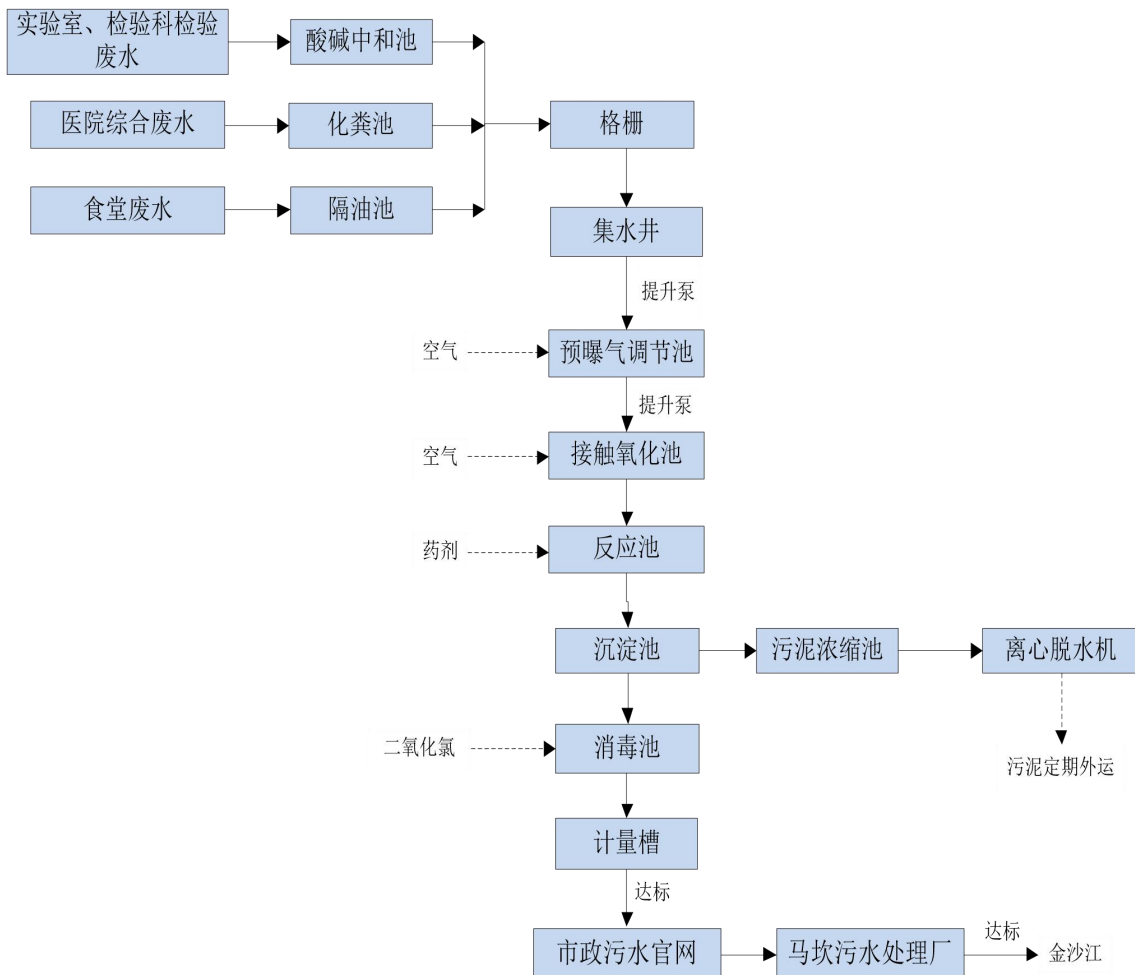 实验室、检验科检验
废水
酸碱中和池
医院综合废水
化粪池
格栅
食堂废水
隔油池
集水井
提升泵
空气
预曝气调节池
提升泵
空气
接触氧化池
药剂
反应池
沉淀池
污泥浓缩池
离心脱水机
二氧化氯
消毒池
污泥定期外运
计量槽
达标
市政污水官网
马坎污水处理厂
达标
金沙江